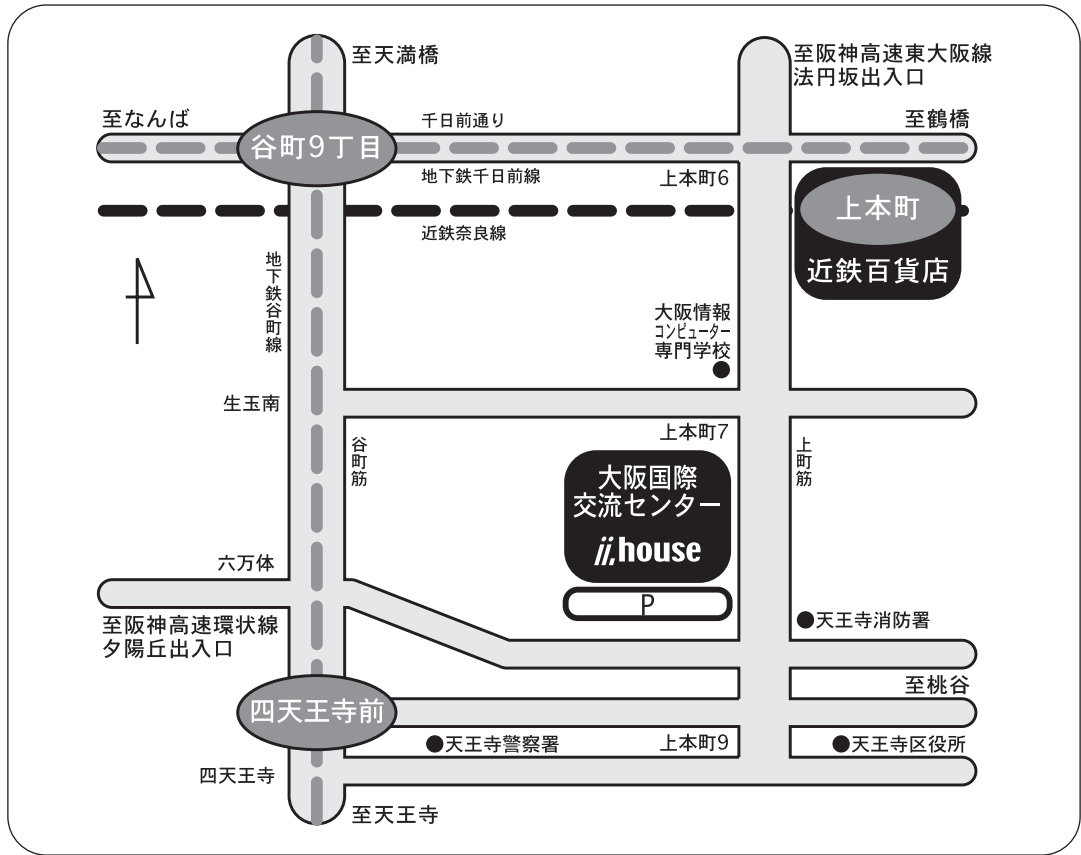 至天満橋
至阪神高速東大阪線
法円坂出入口
至なんば
千日前通り
至鶴橋
谷町9丁目
地下鉄千日前線
上本町6
上本町
近鉄奈良線
近鉄百貨店
地下鉄谷町線
大阪情報
コンピューター
専門学校
生玉南
上本町7
谷町筋
上町筋
大阪国際
交流センター
ii,house
六万体
P
至阪神高速環状線
夕陽丘出入口
天王寺消防署
至桃谷
四天王寺前
天王寺警察署
上本町9
天王寺区役所
四天王寺
至天王寺